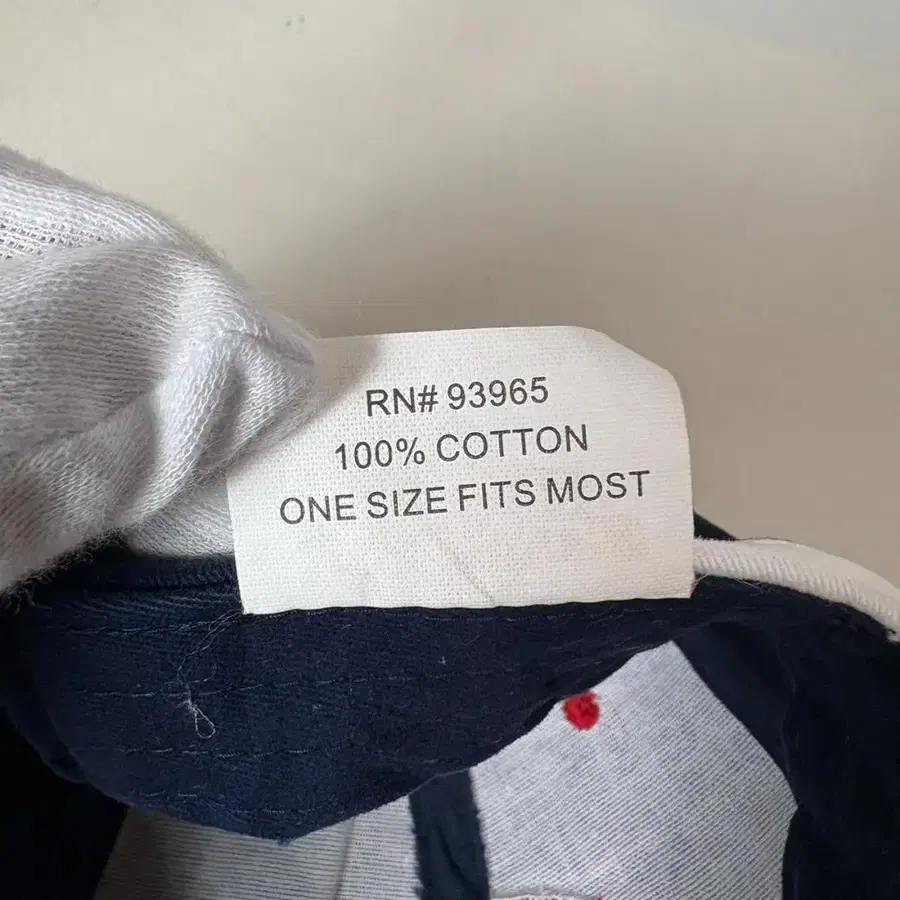 RN# 93965
100% COTTON
ONE SIZE FITS MOST